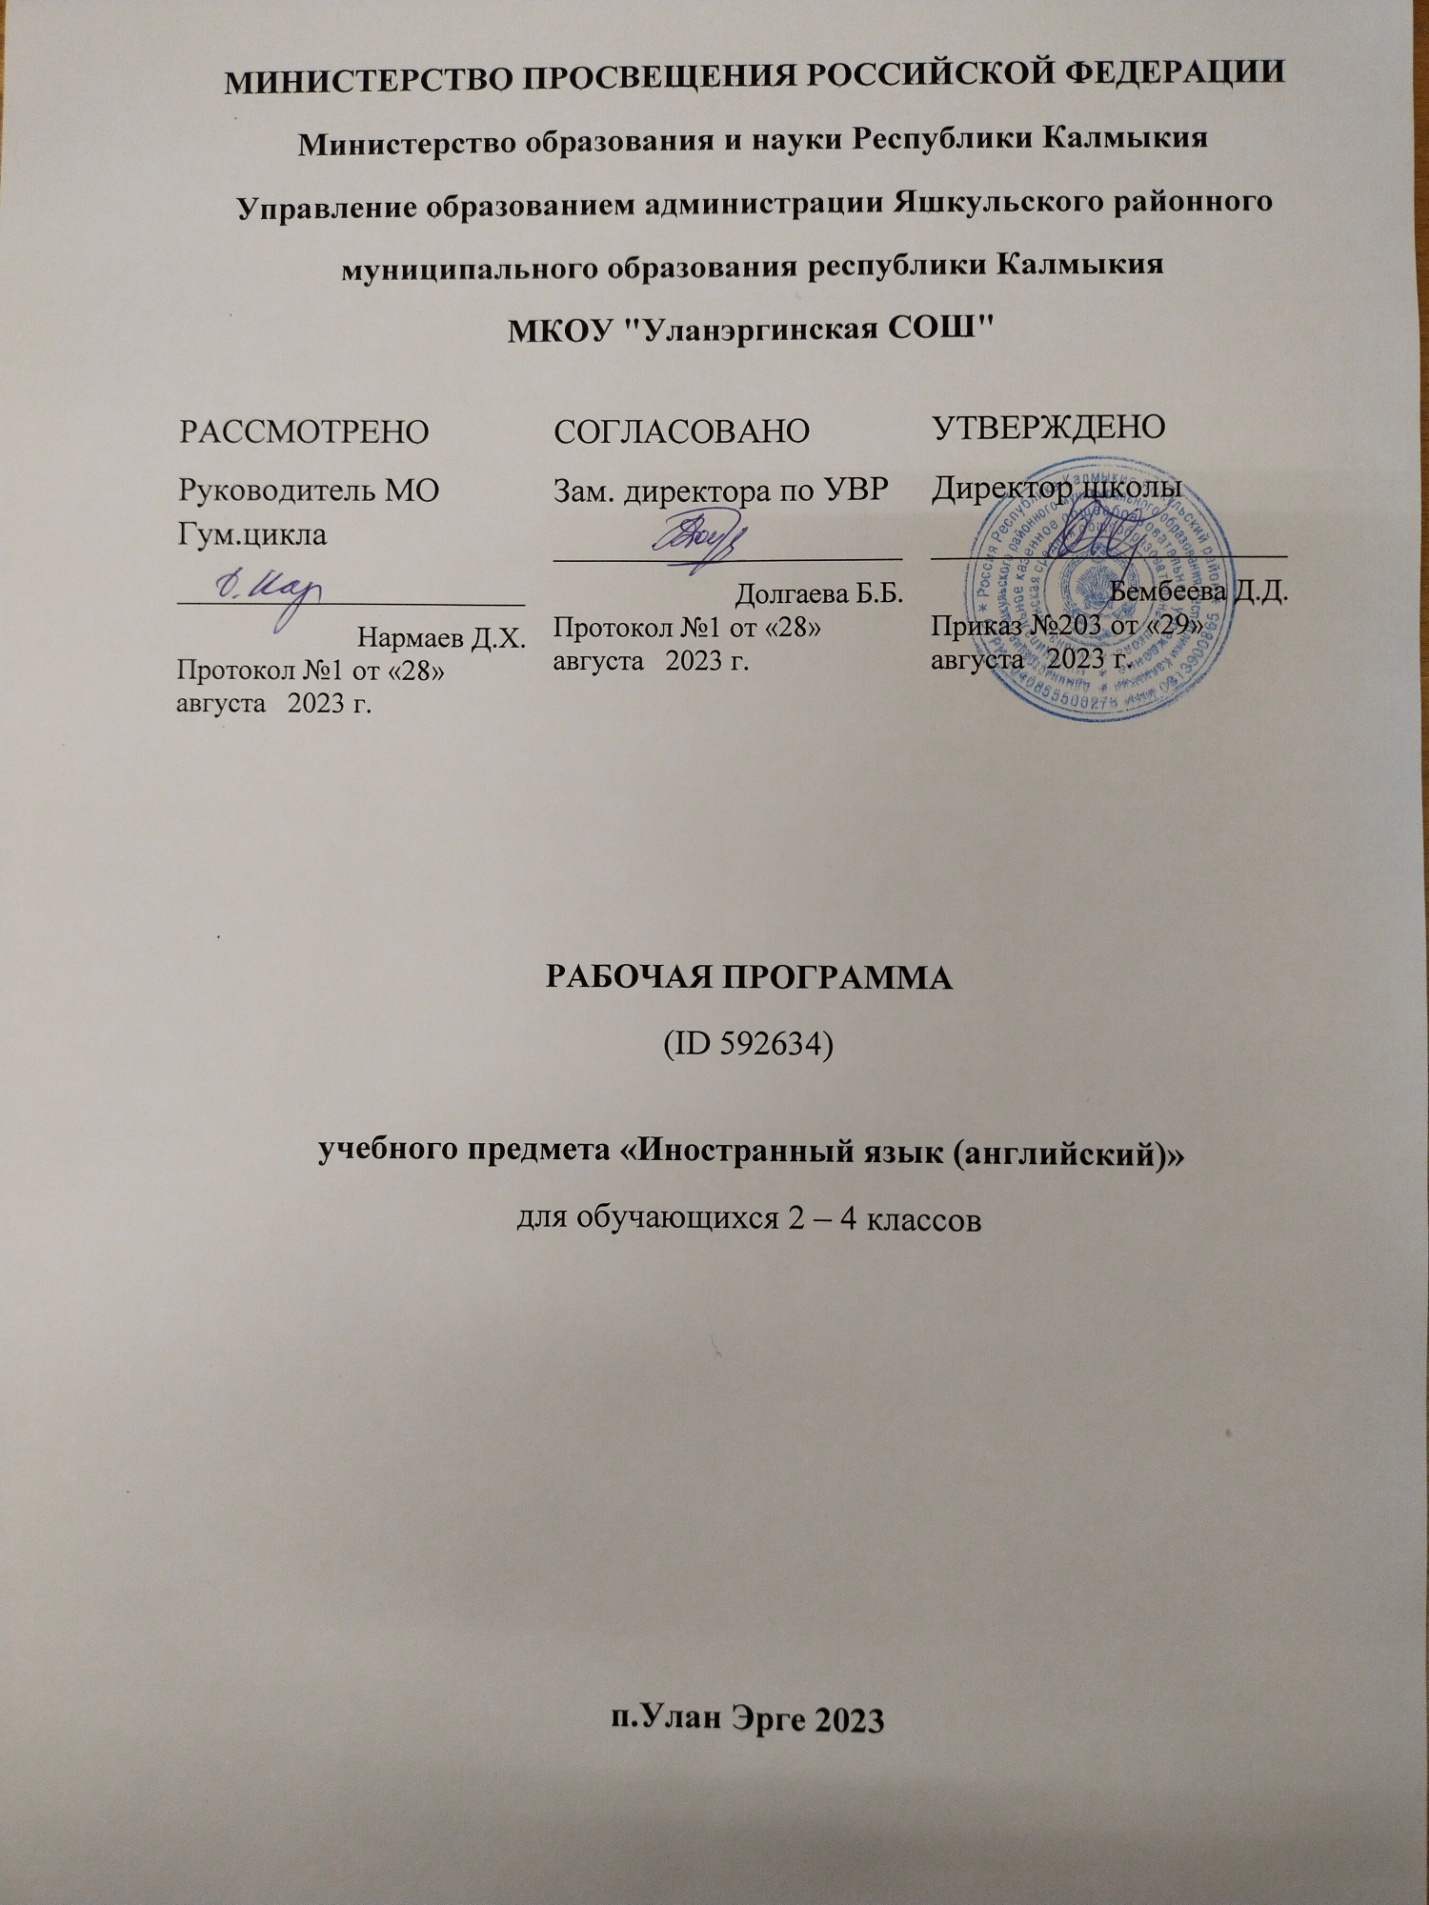 МИНИСТЕРСТВО ПРОСВЕЩЕНИЯ РОССИЙСКОЙ ФЕДЕРАЦИИ
Министерство образования и науки Республики Калмыкия
Управление образованием администрации Яшкульского районного
муниципального образования республики Калмыкия
МКОУ "Уланэргинская СОШ"
РАССМОТРЕНО
Руководитель МО
Гум.цикла
Нармаев Д.Х.
Протокол №1 от «28»
августа 2023 г.
СОГЛАСОВАНО
Зам. директора по УВР
Долгаева Б.Б.
Протокол №1 от «28»
августа 2023 г.
УТВЕРЖДЕНО
Директор школы
Бембеева Д.Д.
Приказ №203 от «29»
августа 2023 г.
РАБОЧАЯ ПРОГРАММА
(ID 592634)
учебного предмета «Иностранный язык (английский)»
для обучающихся 2 – 4 классов
п.Улан Эрге 2023